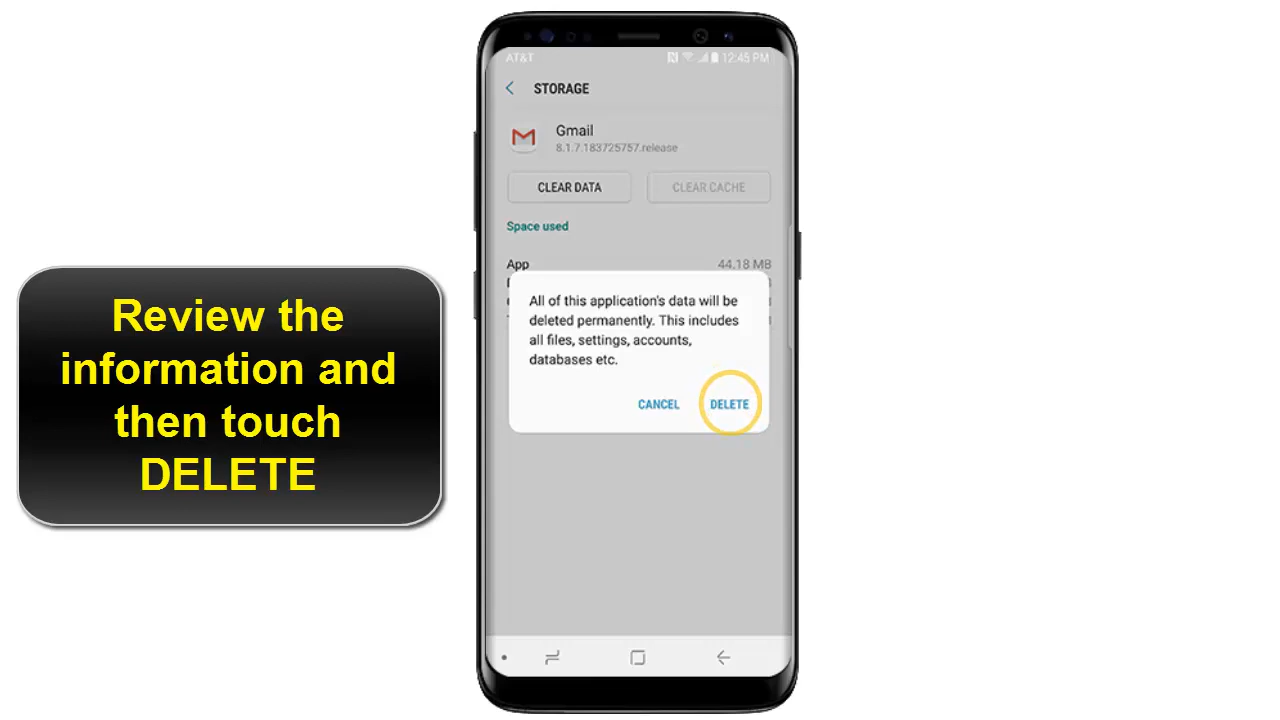 Review the
information and
then touch
DELETE
AT&T
12:45 PM
STORAGE
Gmail
8.1.7.183725757.release
CLEAR DATA
CLEAR CACHE
Space used
App
44.18 MB
All of this application's data will be
deleted permanently. This includes
all files, settings, accounts,
databases etc.
CANCEL
DELETE